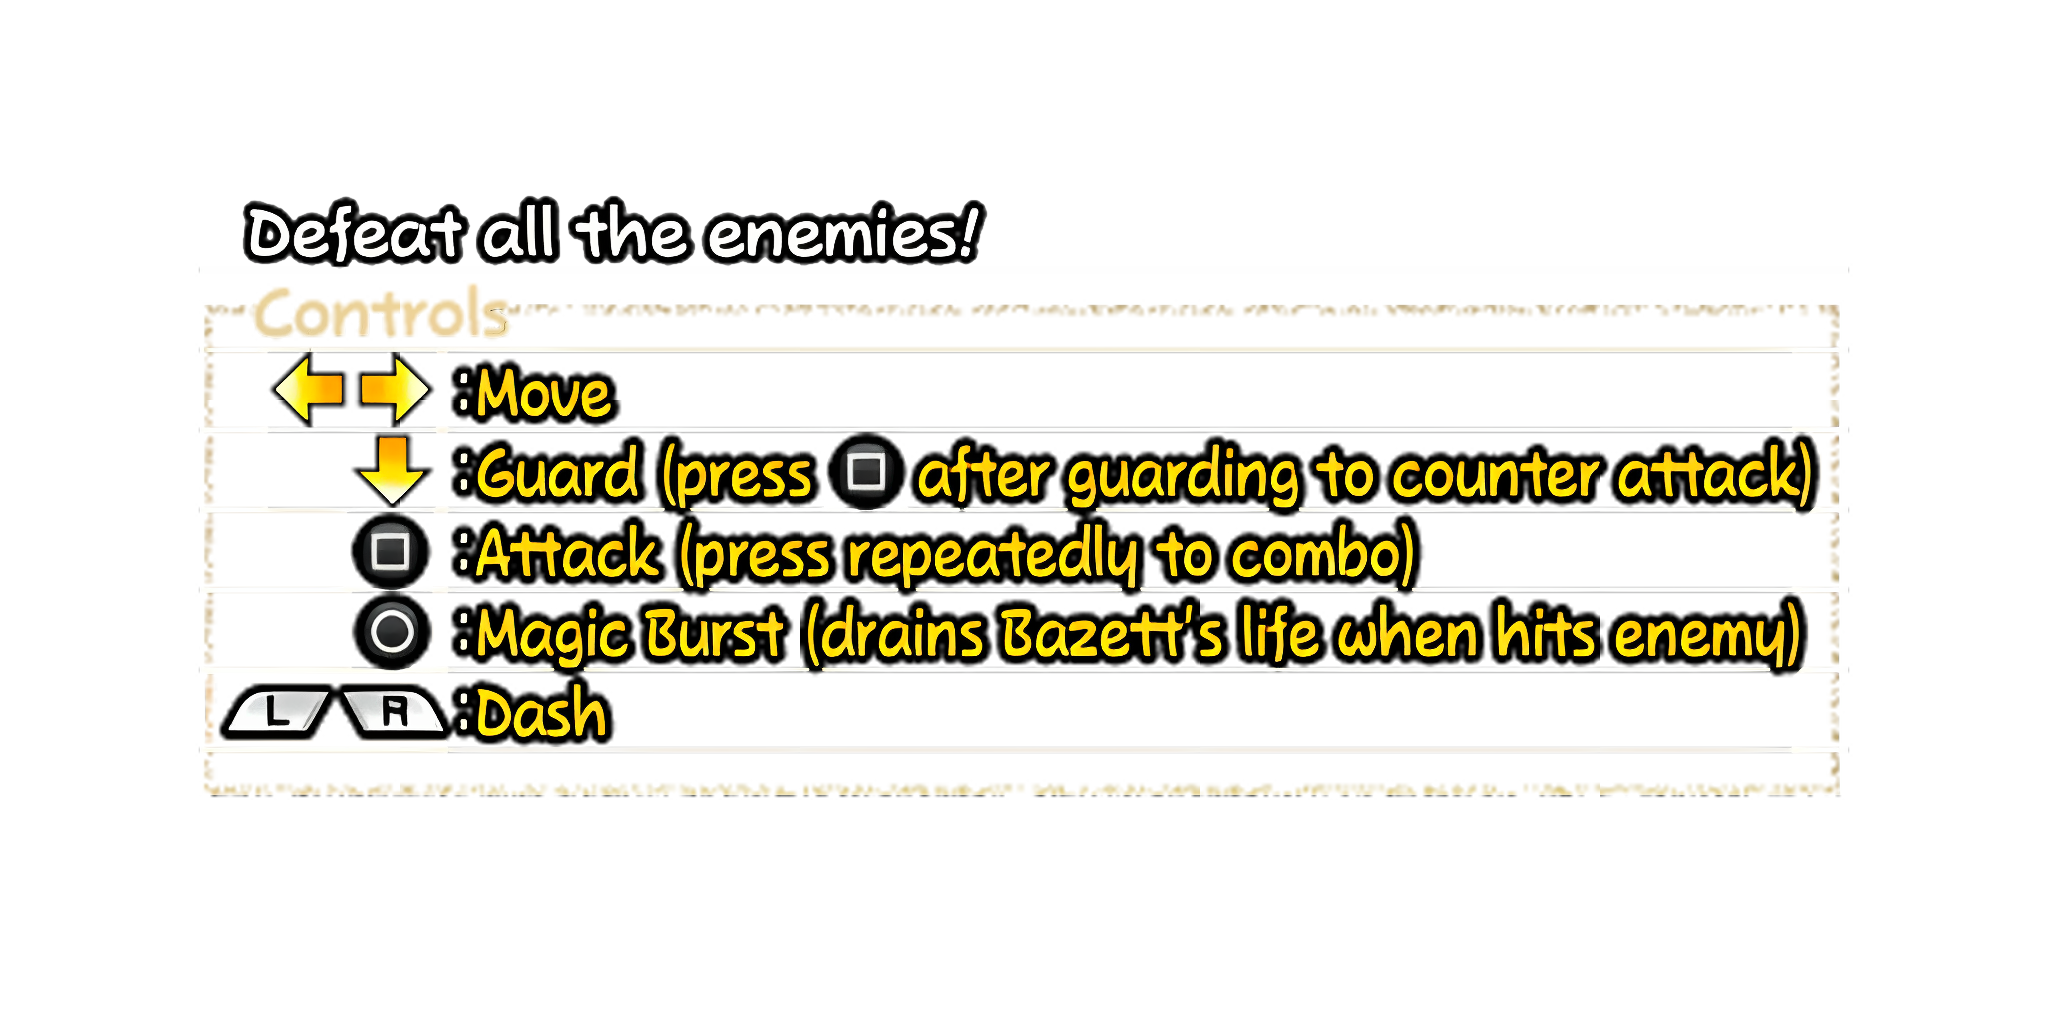 Defeat all the enemies!
Controls
:Move
:Guard (press after guarding to counter attack)
:Attack (press repeatedly to combo)
:Magic Burst (drains Bazett's life when hits enemy)
L R :Dash